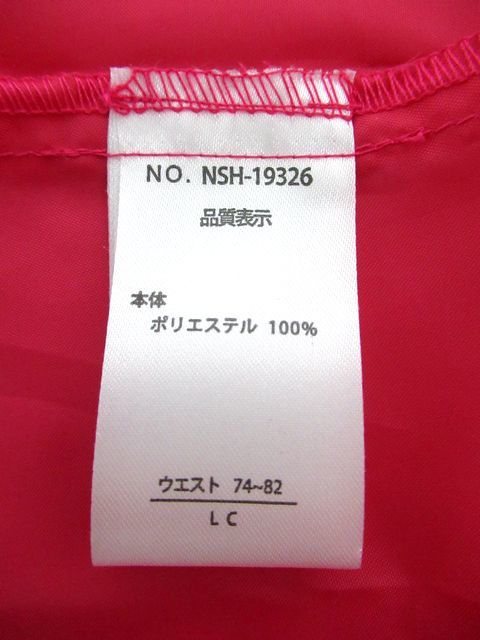 NO. NSH-19326
品質表示
本体
ポリエステル 100%
ウエスト 74~82
LC